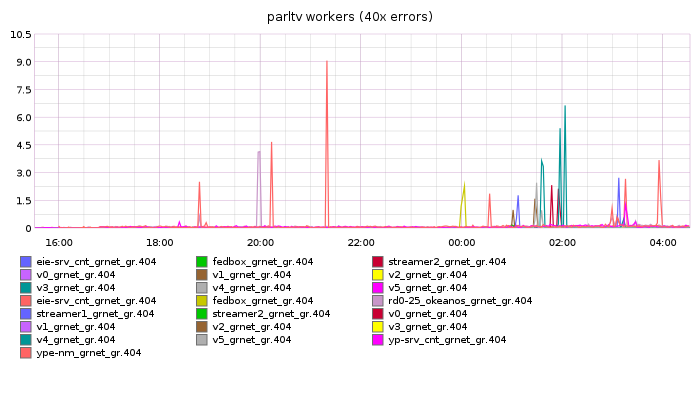 parltv workers (40x errors)
10.5
9.0
7.5
6.0
4.5
3.0
1.5
0
16:00 18:00 20:00 22:00 00:00 02:00 04:00
eie-srv_cnt_grnet_gr.404 fedbox_grnet_gr.404 streamer2_grnet_gr.404
v0_grnet_gr.404 v1_grnet_gr.404 v2_grnet_gr.404
v3_grnet_gr.404 v4_grnet_gr.404 v5_grnet_gr.404
eie-srv_cnt_grnet_gr.404 fedbox_grnet_gr.404 rd0-25_okeanos_grnet_gr.404
streamer1_grnet_gr.404 streamer2_grnet_gr.404 v0_grnet_gr.404
v1_grnet_gr.404 v2_grnet_gr.404 v3_grnet_gr.404
v4_grnet_gr.404 v5_grnet_gr.404 yp-srv_cnt_grnet_gr.404
ype-nm_grnet_gr.404